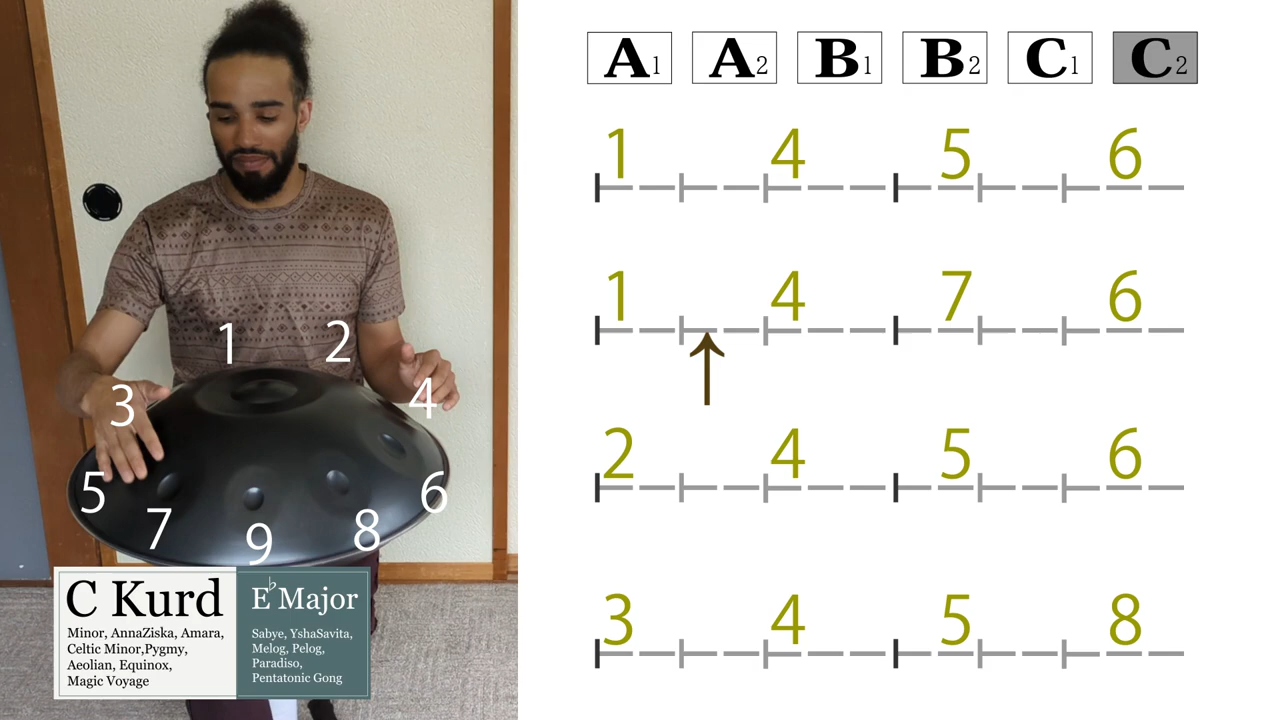 A1 A2 B1 B2 C1 C2
1 4 5 6
1 4 7 6
2 4 5 6
3 4 5 8
1 2
3 4
5 6
7 9 8
C Kurd
Minor, AnnaZiska, Amara,
Celtic Minor,Pygmy,
Aeolian, Equinox,
Magic Voyage
E♭ Major
Sabye, YshaSavita,
Melog, Pelog,
Paradiso,
Pentatonic Gong